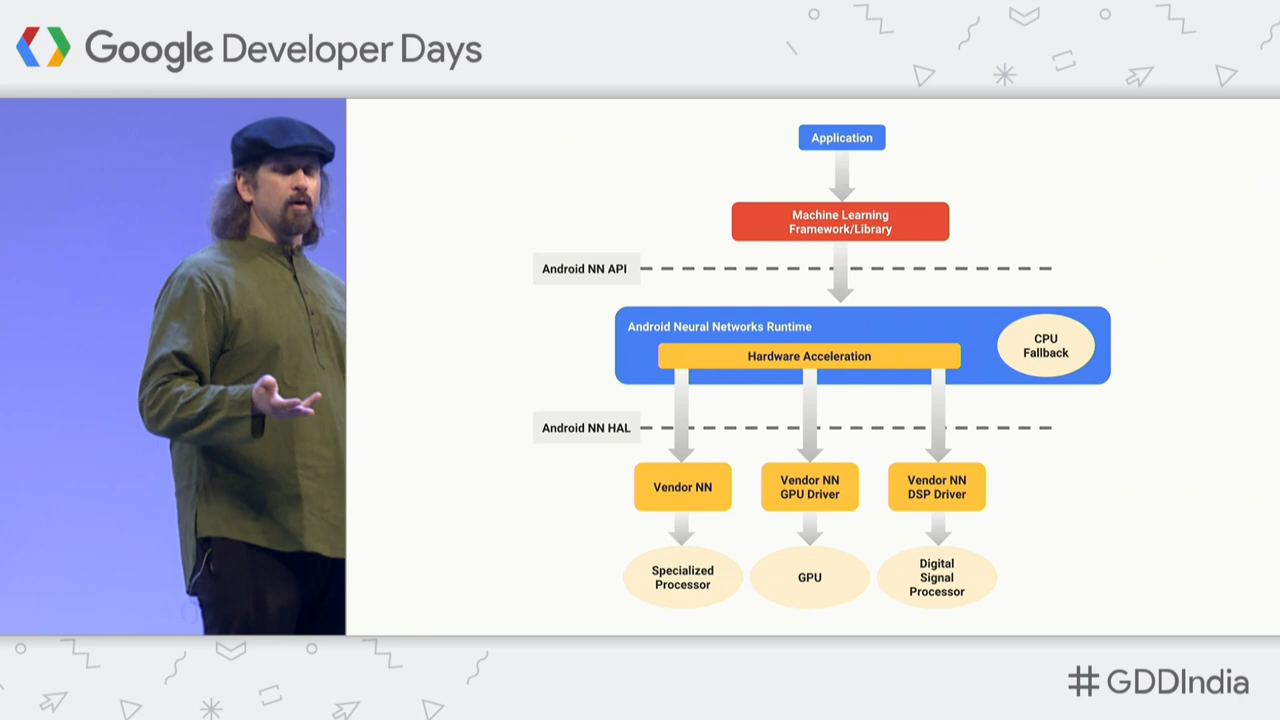 Google Developer Days
Application
Machine Learning
Framework/Library
Android NN API
Android Neural Networks Runtime
CPU
Fallback
Hardware Acceleration
Android NN HAL
Vendor NN
Vendor NN
GPU Driver
Vendor NN
DSP Driver
Specialized
Processor
GPU
Digital
Signal
Processor
#GDDIndia